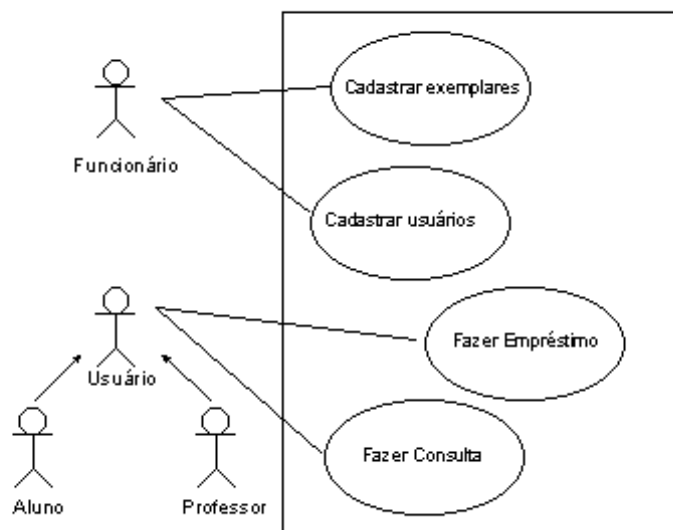 Cadastrar exemplares
Funcionário
Cadastrar usuários
Fazer Empréstimo
Usuário
Fazer Consulta
Aluno
Professor